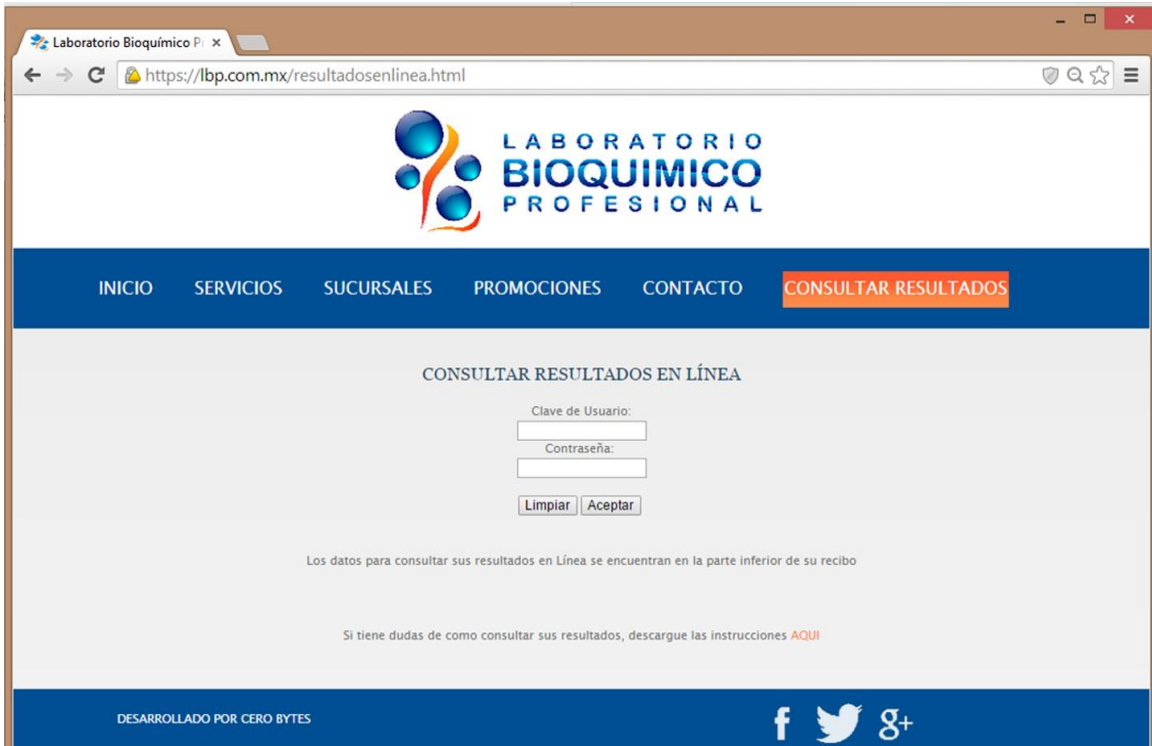 Laboratorio Bioquímico P
https://lbp.com.mx/resultadosenlinea.html
LABORATORIO
BIOQUIMICO
PROFESIONAL
INICIO SERVICIOS SUCURSALES PROMOCIONES CONTACTO CONSULTAR RESULTADOS
CONSULTAR RESULTADOS EN LÍNEA
Clave de Usuario:
Contraseña:
Limpiar Aceptar
Los datos para consultar sus resultados en Línea se encuentran en la parte inferior de su recibo
Si tiene dudas de como consultar sus resultados, descargue las instrucciones AQUI
DESARROLLADO POR CERO BYTES
f g+